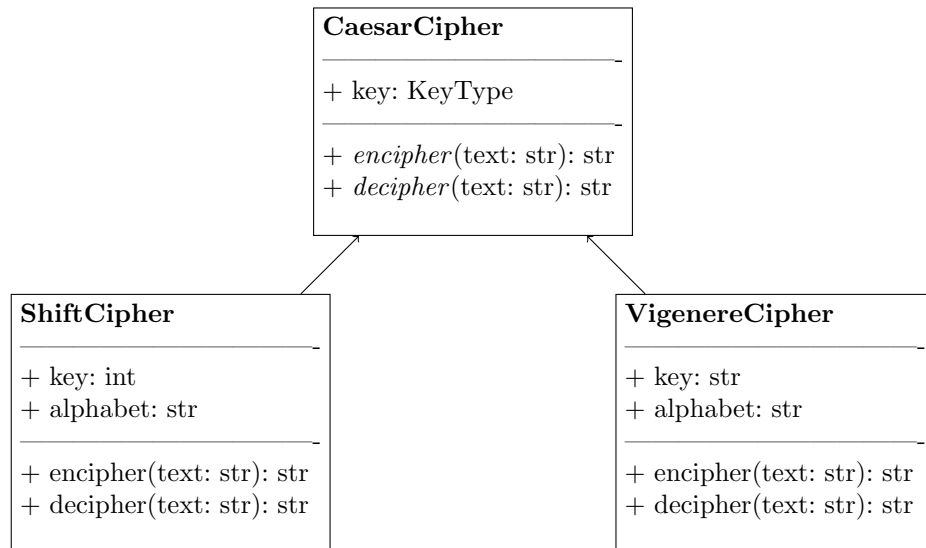 CaesarCipher
+ key: KeyType
+ encipher(text: str): str
+ decipher(text: str): str
ShiftCipher
+ key: int
+ alphabet: str
+ encipher(text: str): str
+ decipher(text: str): str
VigenereCipher
+ key: str
+ alphabet: str
+ encipher(text: str): str
+ decipher(text: str): str